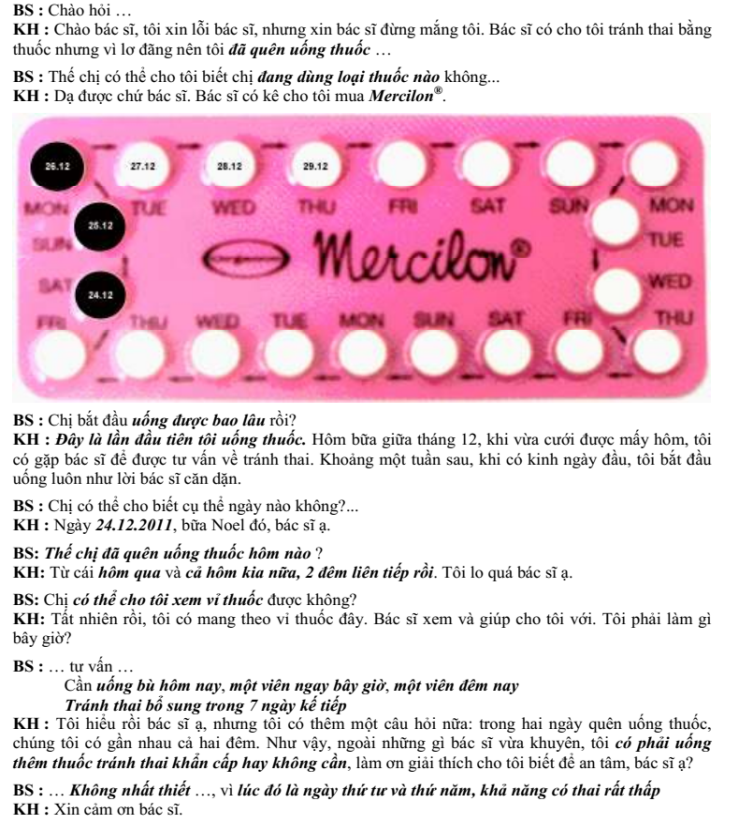 BS : Chào hỏi …
KH : Chào bác sĩ, tôi xin lỗi bác sĩ, nhưng xin bác sĩ đừng mắng tôi. Bác sĩ có cho tôi tránh thai bằng
thuốc nhưng vì lơ đãng nên tôi đã quên uống thuốc …
BS : Thế chị có thể cho tôi biết chị đang dùng loại thuốc nào không...
KH : Dạ được chứ bác sĩ. Bác sĩ có kê cho tôi mua Mercilon®.
26.12 27.12 28.12 29.12
MON TUE WED THU FRI SAT SUN MON
25.12
SUN TUE
Mercilon®
SAT 24.12 WED
FRI THU WED TUE MON SUN SAT FRI THU
BS : Chị bắt đầu uống được bao lâu rồi?
KH : Đây là lần đầu tiên tôi uống thuốc. Hôm bữa giữa tháng 12, khi vừa cưới được mấy hôm, tôi
có gặp bác sĩ để được tư vấn về tránh thai. Khoảng một tuần sau, khi có kinh ngày đầu, tôi bắt đầu
uống luôn như lời bác sĩ căn dặn.
BS : Chị có thể cho biết cụ thể ngày nào không?...
KH : Ngày 24.12.2011, bữa Noel đó, bác sĩ ạ.
BS: Thế chị đã quên uống thuốc hôm nào ?
KH: Từ cái hôm qua và cả hôm kia nữa, 2 đêm liên tiếp rồi. Tôi lo quá bác sĩ ạ.
BS: Chị có thể cho tôi xem vỉ thuốc được không?
KH: Tất nhiên rồi, tôi có mang theo vỉ thuốc đây. Bác sĩ xem và giúp cho tôi với. Tôi phải làm gì
bây giờ?
BS : … tư vấn …
Cần uống bù hôm nay, một viên ngay bây giờ, một viên đêm nay
Tránh thai bổ sung trong 7 ngày kế tiếp
KH : Tôi hiểu rồi bác sĩ ạ, nhưng tôi có thêm một câu hỏi nữa: trong hai ngày quên uống thuốc,
chúng tôi có gần nhau cả hai đêm. Như vậy, ngoài những gì bác sĩ vừa khuyên, tôi có phải uống
thêm thuốc tránh thai khẩn cấp hay không cần, làm ơn giải thích cho tôi biết để an tâm, bác sĩ ạ?
BS : … Không nhất thiết …, vì lúc đó là ngày thứ tư và thứ năm, khả năng có thai rất thấp
KH : Xin cảm ơn bác sĩ.